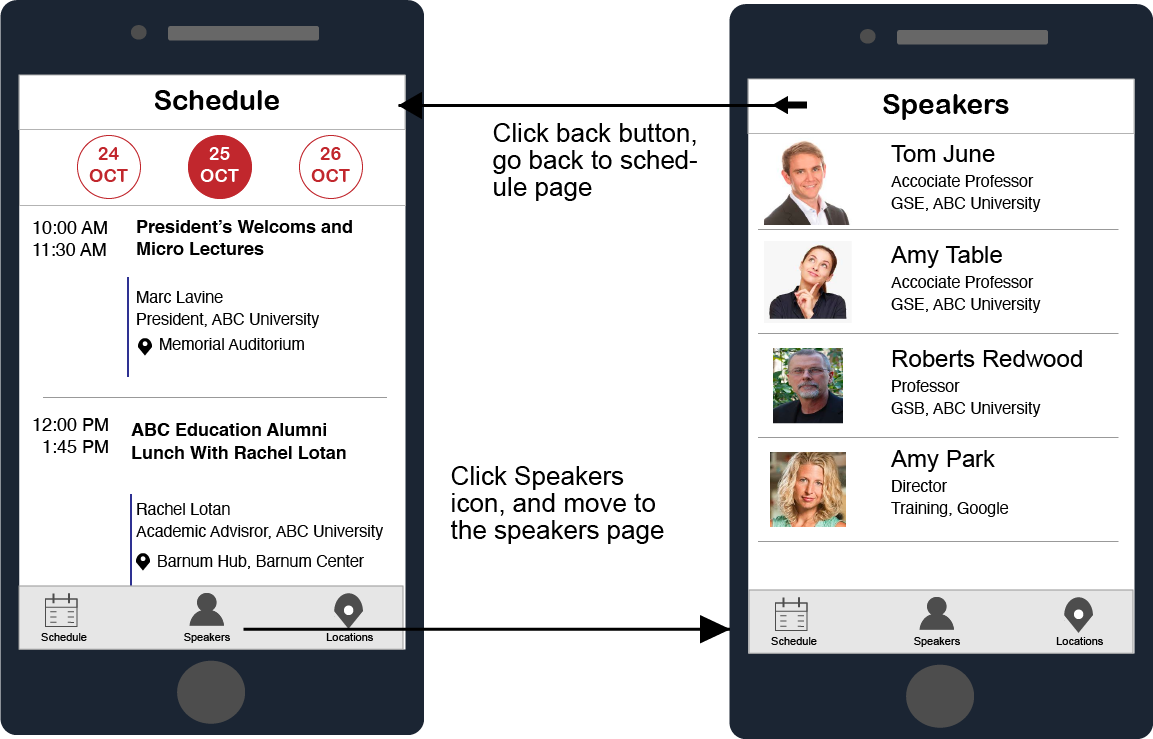 Schedule
24
OCT
25
OCT
26
OCT
10:00 AM
11:30 AM
President’s Welcoms and
Micro Lectures
Marc Lavine
President, ABC University
Memorial Auditorium
12:00 PM
1:45 PM
ABC Education Alumni
Lunch With Rachel Lotan
Rachel Lotan
Academic Advisror, ABC University
Barnum Hub, Barnum Center
Schedule
Speakers
Locations
Click back button,
go back to sched-
ule page
Click Speakers
icon, and move to
the speakers page
Speakers
Tom June
Accociate Professor
GSE, ABC University
Amy Table
Accociate Professor
GSE, ABC University
Roberts Redwood
Professor
GSB, ABC University
Amy Park
Director
Training, Google
Schedule
Speakers
Locations